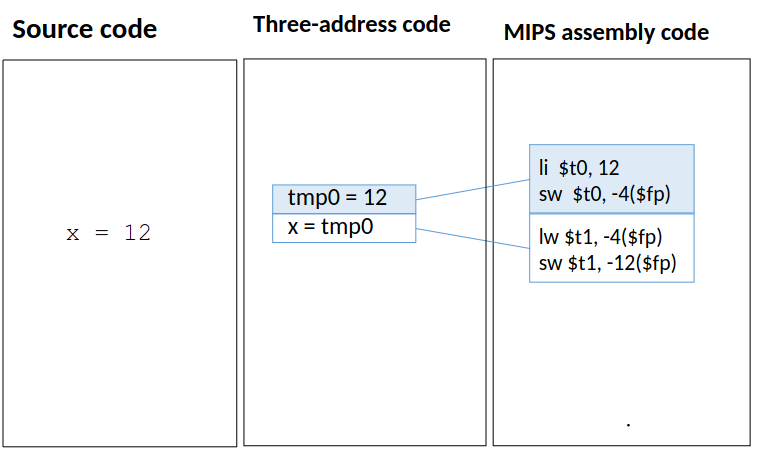 Source code
Three-address code
MIPS assembly code
x = 12
tmp0 = 12
x = tmp0
li $t0, 12
sw $t0, -4($fp)
lw $t1, -4($fp)
sw $t1, -12($fp)
.